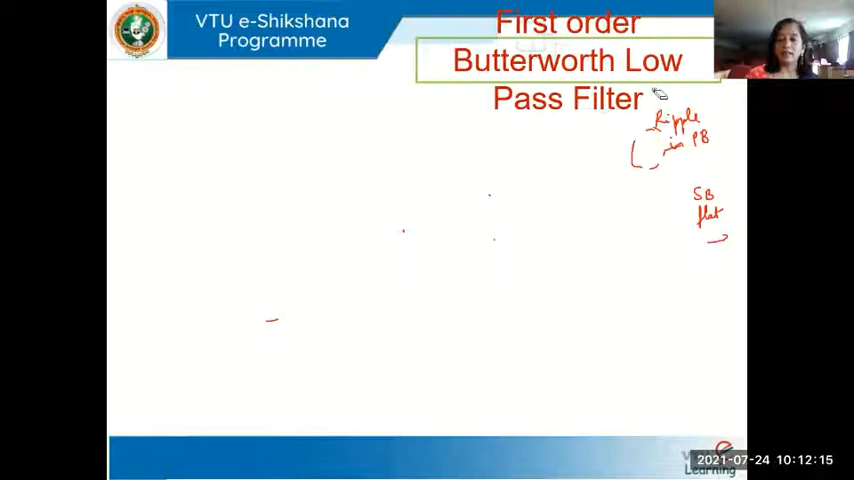 VTU e-Shikshana
Programme
First order
Butterworth Low
Pass Filter
Ripple
in PB
SB
flat
2021-07-24 10:12:15
Learning